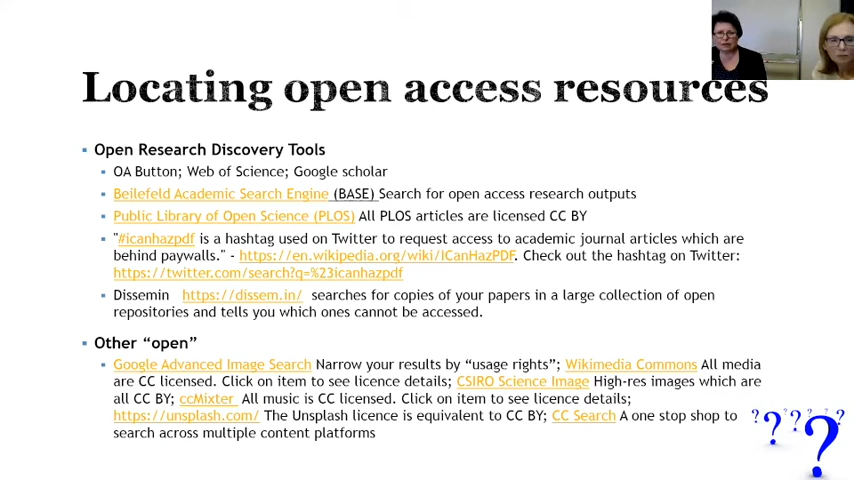 Locating open access resources
Open Research Discovery Tools
OA Button; Web of Science; Google scholar
Beilefeld Academic Search Engine (BASE) Search for open access research outputs
Public Library of Open Science (PLOS) All PLOS articles are licensed CC BY
"#icanhazpdf is a hashtag used on Twitter to request access to academic journal articles which are
behind paywalls." - https://en.wikipedia.org/wiki/ICanHazPDF. Check out the hashtag on Twitter:
https://twitter.com/search?q=%23icanhazpdf
Dissemin https://dissem.in/ searches for copies of your papers in a large collection of open
repositories and tells you which ones cannot be accessed.
Other “open”
Google Advanced Image Search Narrow your results by “usage rights”; Wikimedia Commons All media
are CC licensed. Click on item to see licence details; CSIRO Science Image High-res images which are
all CC BY; ccMixter All music is CC licensed. Click on item to see licence details;
https://unsplash.com/ The Unsplash licence is equivalent to CC BY; CC Search A one stop shop to
search across multiple content platforms